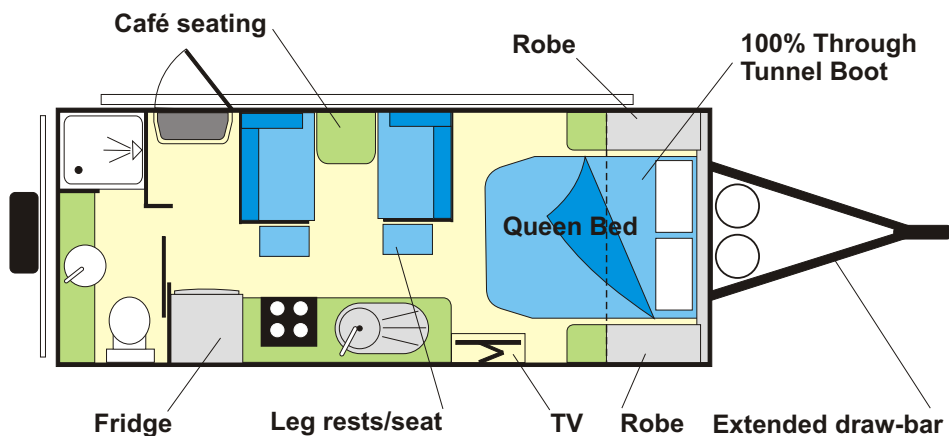 Café seating
Robe
100% Through
Tunnel Boot
Queen Bed
Fridge
Leg rests/seat
TV
Robe
Extended draw-bar